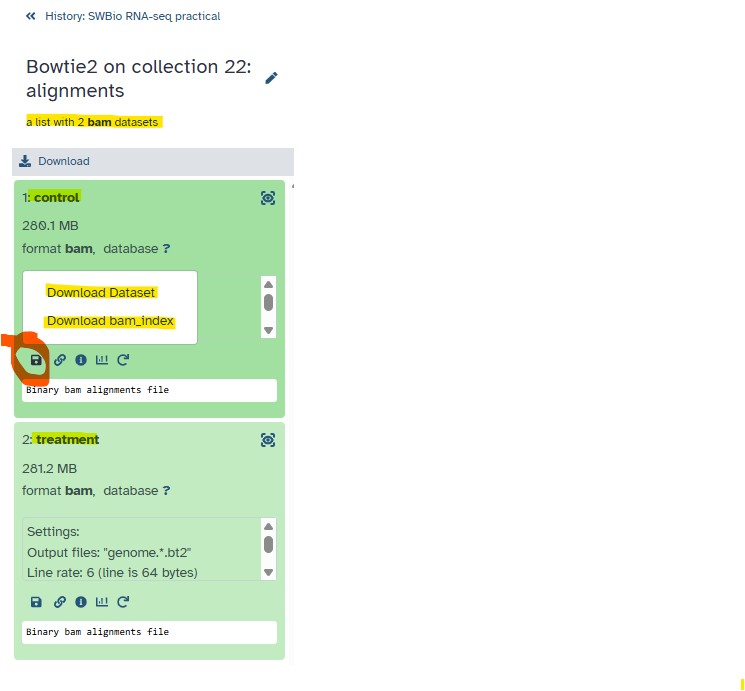 « History: SWBio RNA-seq practical
Bowtie2 on collection 22:
alignments
a list with 2 bam datasets
Download
1: control
280.1 MB
format bam, database ?
Download Dataset
Download bam_index
Binary bam alignments file
2: treatment
281.2 MB
format bam, database ?
Settings:
Output files: "genome.*.bt2"
Line rate: 6 (line is 64 bytes)
Binary bam alignments file